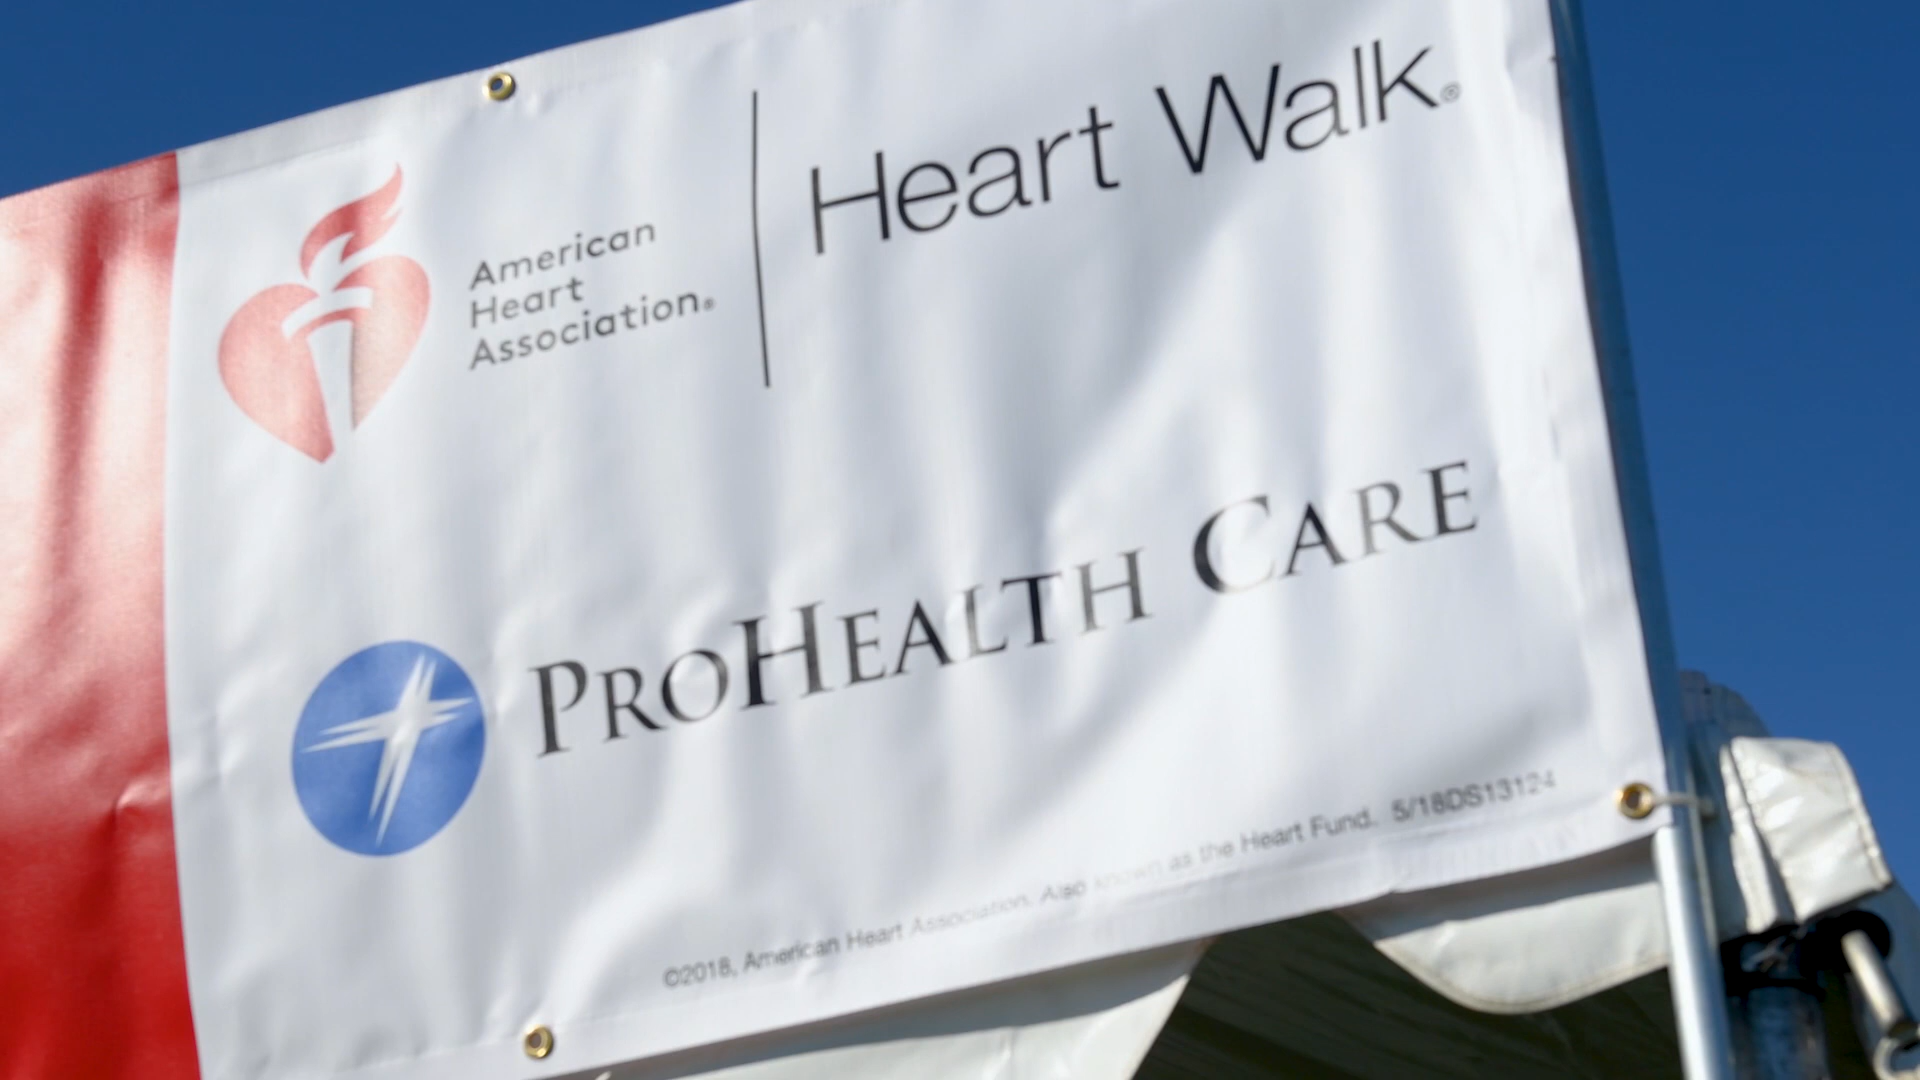 American
Heart
Association®
Heart Walk®
PROHEALTH CARE
©2018, American Heart Association. Also known as the Heart Fund. 5/18DS13124